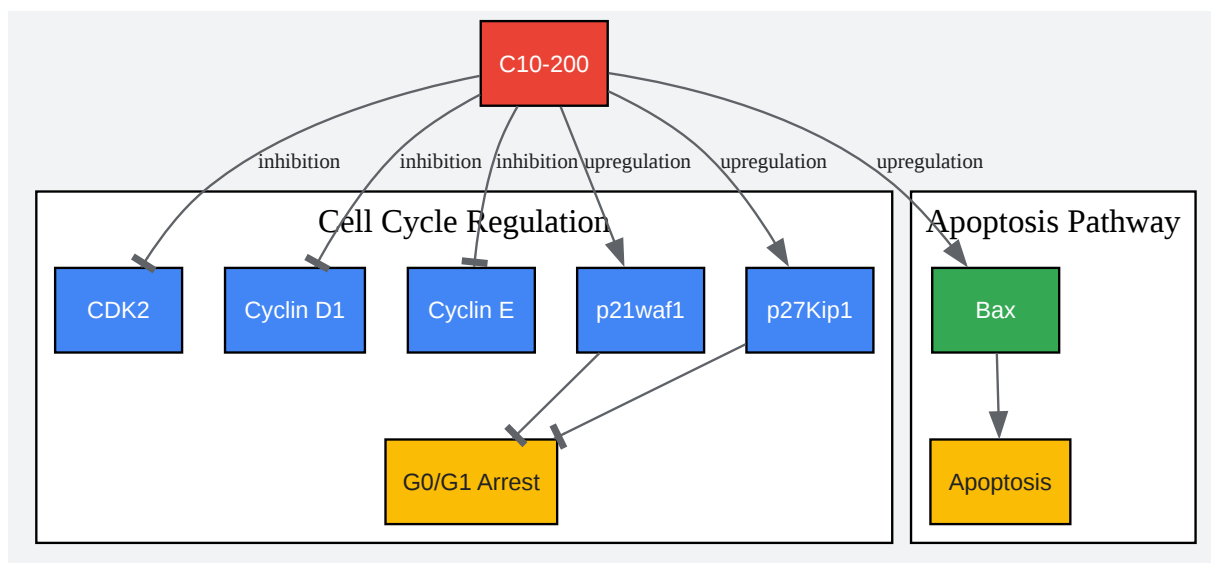 C10-200
inhibition
inhibition
inhibition
upregulation
upregulation
upregulation
Cell Cycle Regulation
Apoptosis Pathway
CDK2
Cyclin D1
Cyclin E
p21waf1
p27Kip1
Bax
G0/G1 Arrest
Apoptosis